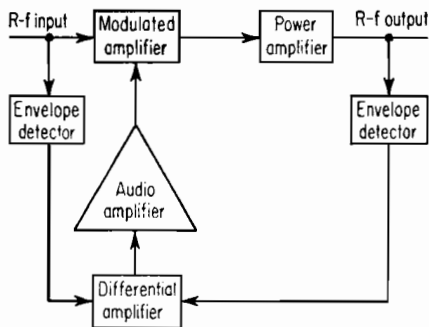 R-f input
Modulated
amplifier
Power
amplifier
R-f output
Envelope
detector
Envelope
detector
Audio
amplifier
Differential
amplifier